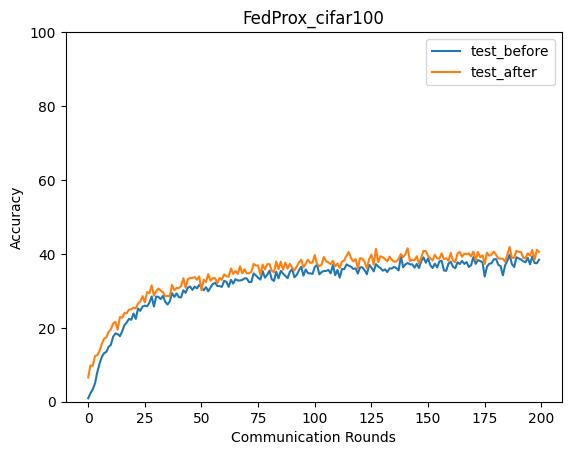 FedProx_cifar100
test_before
test_after
Accuracy
100
80
60
40
20
0
0 25 50 75 100 125 150 175 200
Communication Rounds